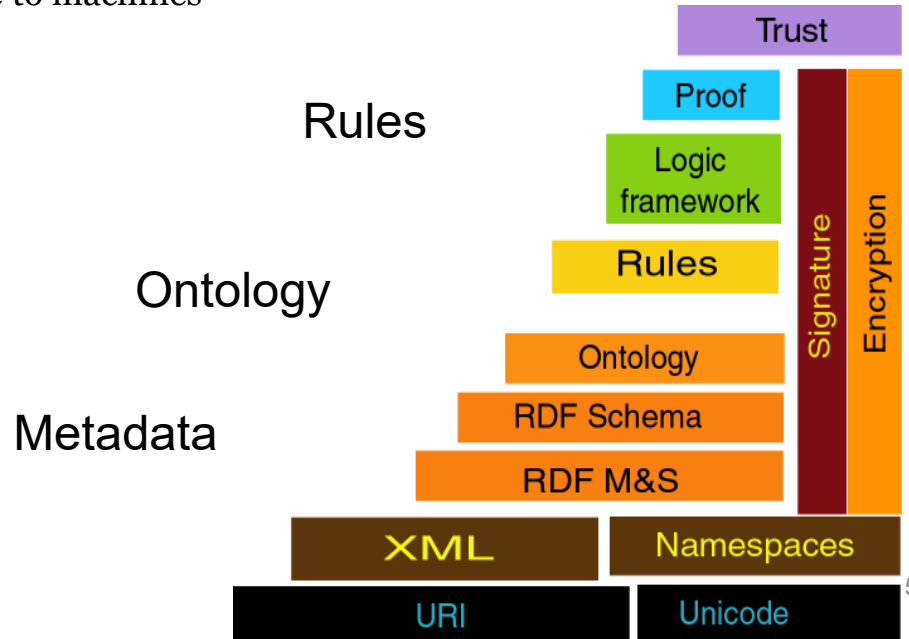 to machines
Trust
Proof
Rules
Logic
framework
Rules
Signature
Encryption
Ontology
Ontology
RDF Schema
Metadata
RDF M&S
XML
Namespaces
URI
Unicode